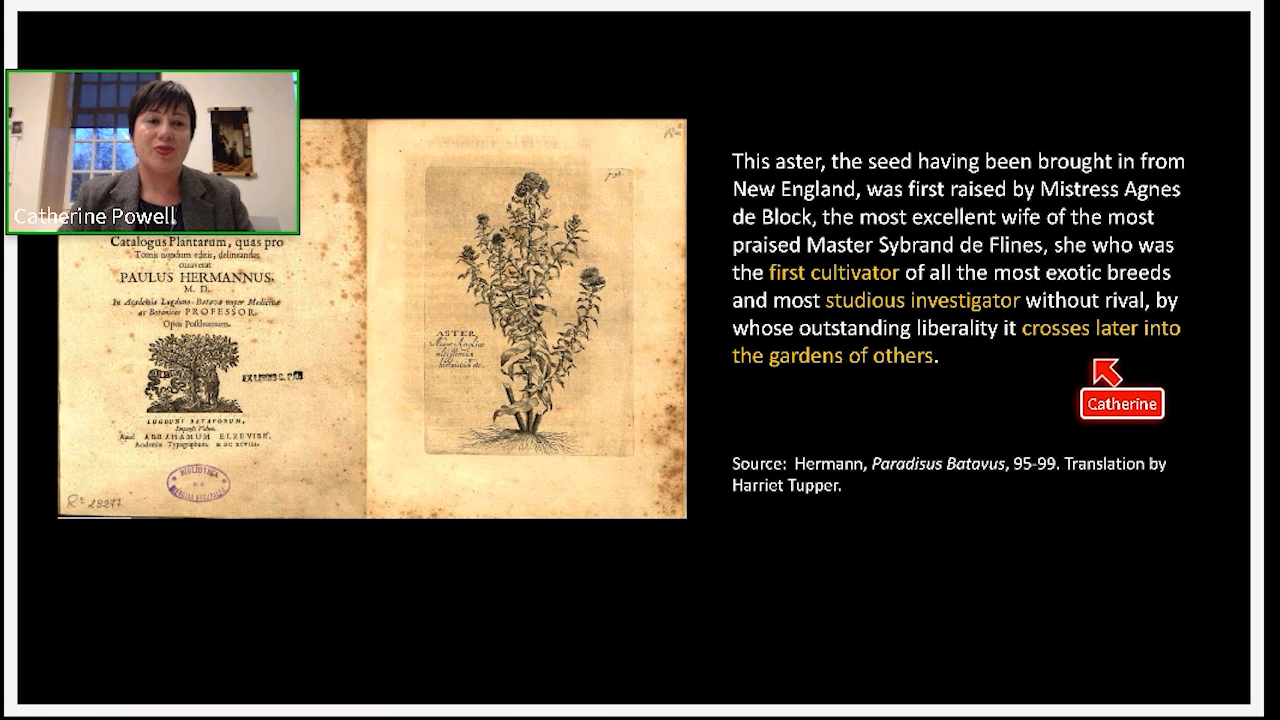 Catherine Powell
Catalogus Plantarum, quas pro
Tomis nondum editis, delineandas
curaverat
PAULUS HERMANNUS.
M. D.
In Academia Lugduno-Batava nuper Medicinæ
ac Botanices PROFESSOR.
Opus Posthumum.
EX LIBRIS C.
LUGDUNI BATAVORUM,
Apud ABRAHAMUM ELZEVIER,
Academiæ Typographum.
BIBLIOTECA
DE
ASTER
This aster, the seed having been brought in from
New England, was first raised by Mistress Agnes
de Block, the most excellent wife of the most
praised Master Sybrand de Flines, she who was
the first cultivator of all the most exotic breeds
and most studious investigator without rival, by
whose outstanding liberality it crosses later into
the gardens of others.
Catherine
Source: Hermann, Paradisus Batavus, 95-99. Translation by
Harriet Tupper.